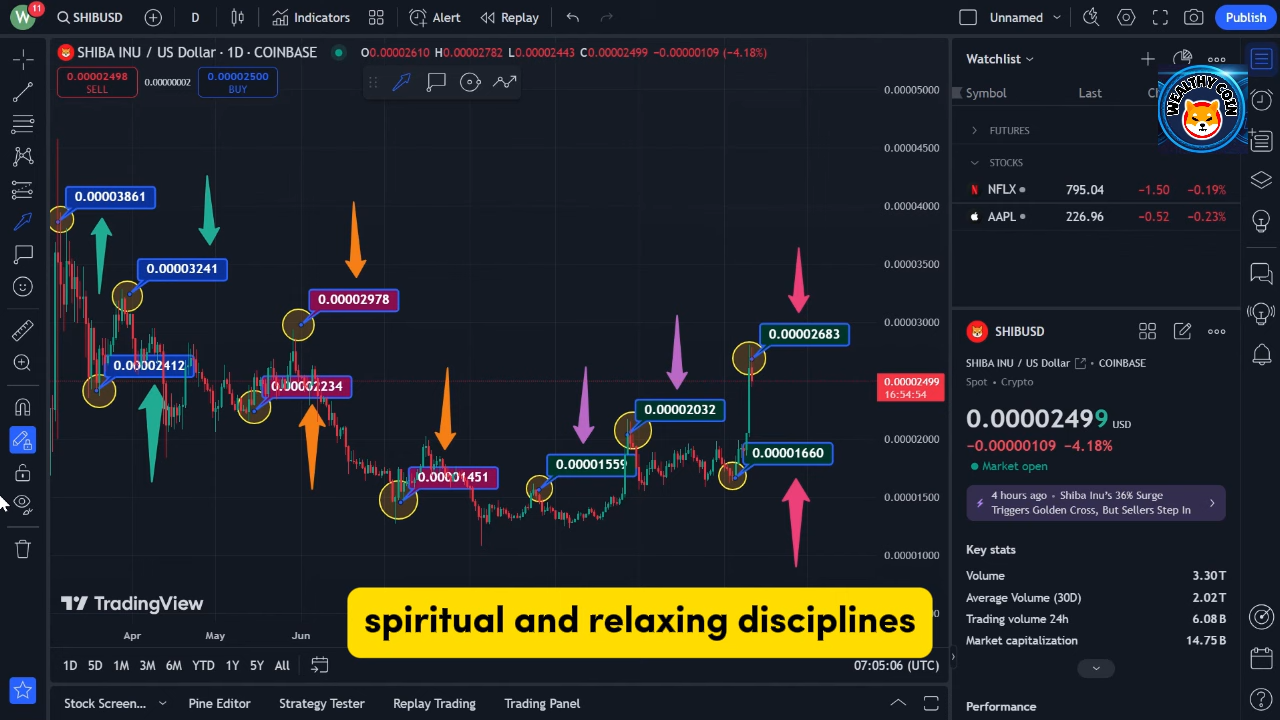 W
11
SHIBUSD
D
Indicators
Alert
Replay
Unnamed
Publish
SHIBA INU / US Dollar · 1D · COINBASE
O0.00002610 H0.00002782 L0.00002443 C0.00002499 −0.00000109 (−4.18%)
0.00002498
SELL
0.00000002
0.00002500
BUY
0.00003861
0.00003241
0.00002412
0.00002978
0.00002234
0.00001451
0.00001559
0.00002032
0.00002683
0.00001660
0.00005000
0.00004500
0.00004000
0.00003500
0.00003000
0.00002499
16:54:54
0.00002000
0.00001500
0.00001000
TradingView
spiritual and relaxing disciplines
Apr May Jun
1D 5D 1M 3M 6M YTD 1Y 5Y All
07:05:06 (UTC)
Stock Screen...
Pine Editor
Strategy Tester
Replay Trading
Trading Panel
Watchlist
WEALTHY COIN
Symbol Last
FUTURES
STOCKS
NFLX 795.04 −1.50 −0.19%
AAPL 226.96 −0.52 −0.23%
SHIBUSD
SHIBA INU / US Dollar · COINBASE
Spot · Crypto
0.00002499 USD
−0.00000109 −4.18%
Market open
4 hours ago · Shiba Inu's 36% Surge
Triggers Golden Cross, But Sellers Step In
Key stats
Volume 3.30T
Average Volume (30D) 2.02T
Trading volume 24h 6.08B
Market capitalization 14.75B
Performance